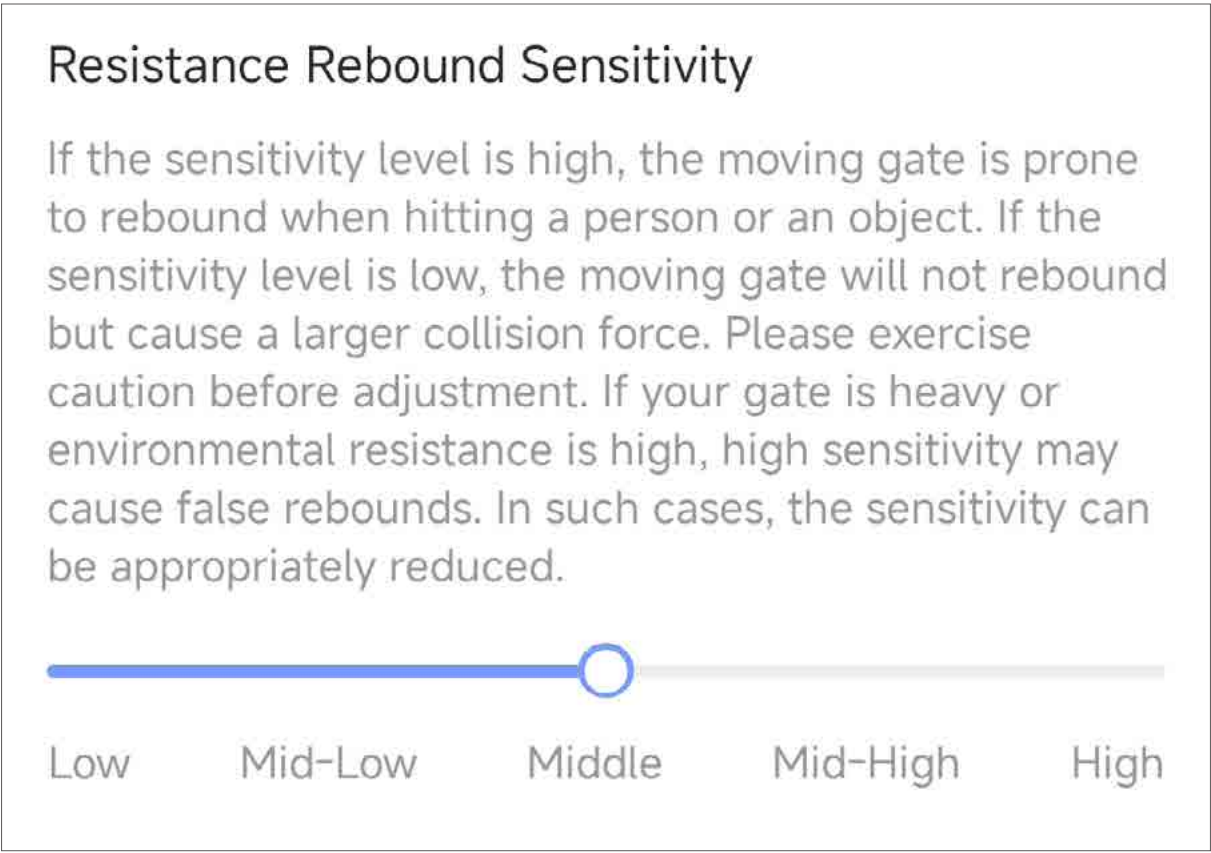 Resistance Rebound Sensitivity
If the sensitivity level is high, the moving gate is prone
to rebound when hitting a person or an object. If the
sensitivity level is low, the moving gate will not rebound
but cause a larger collision force. Please exercise
caution before adjustment. If your gate is heavy or
environmental resistance is high, high sensitivity may
cause false rebounds. In such cases, the sensitivity can
be appropriately reduced.
Low Mid-Low Middle Mid-High High